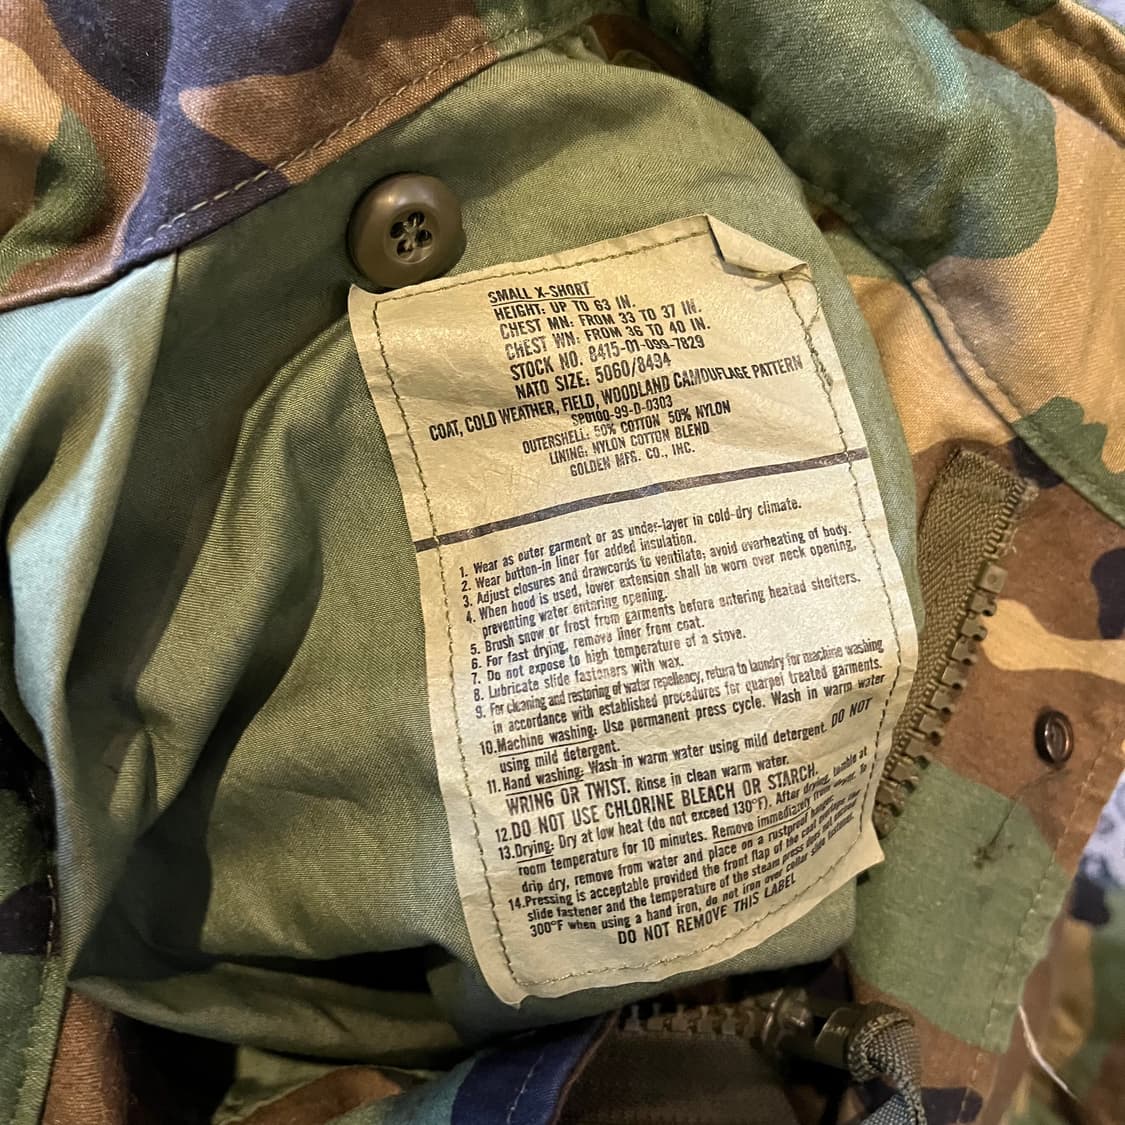 SMALL X-SHORT
HEIGHT: UP TO 63 IN.
CHEST MN: FROM 33 TO 37 IN.
CHEST WN: FROM 36 TO 40 IN.
STOCK NO. 8415-01-099-7829
NATO SIZE: 5060/8494
COAT, COLD WEATHER, FIELD, WOODLAND CAMOUFLAGE PATTERN
SPO100-99-D-0303
OUTERSHELL: 50% COTTON 50% NYLON
LINING: NYLON COTTON BLEND
GOLDEN MFG. CO., INC.
1. Wear as outer garment or as under-layer in cold-dry climate.
2. Wear button-in liner for added insulation.
3. Adjust closures and drawcords to ventilate; avoid overheating of body.
4. When hood is used, lower extension shall be worn over neck opening,
preventing water entering opening.
5. Brush snow or frost from garments before entering heated shelters.
6. For fast drying, remove liner from coat.
7. Do not expose to high temperature of a stove.
8. Lubricate slide fasteners with wax.
9. For cleaning and restoring of water repellency, return to laundry for machine washing
in accordance with established procedures for quarpel treated garments.
10.Machine washing: Use permanent press cycle. Wash in warm water
using mild detergent.
11. Hand washing: Wash in warm water using mild detergent. DO NOT
WRING OR TWIST. Rinse in clean warm water.
12.DO NOT USE CHLORINE BLEACH OR STARCH.
13.Drying: Dry at low heat (do not exceed 130°F). After drying, tumble at
room temperature for 10 minutes. Remove immediately from dryer. To
drip dry, remove from water and place on a rustproof hanger.
14.Pressing is acceptable provided the front flap of the coat overlaps the
slide fastener and the temperature of the steam press does not exceed
300°F when using a hand iron, do not iron over collar slide fastener.
DO NOT REMOVE THIS LABEL